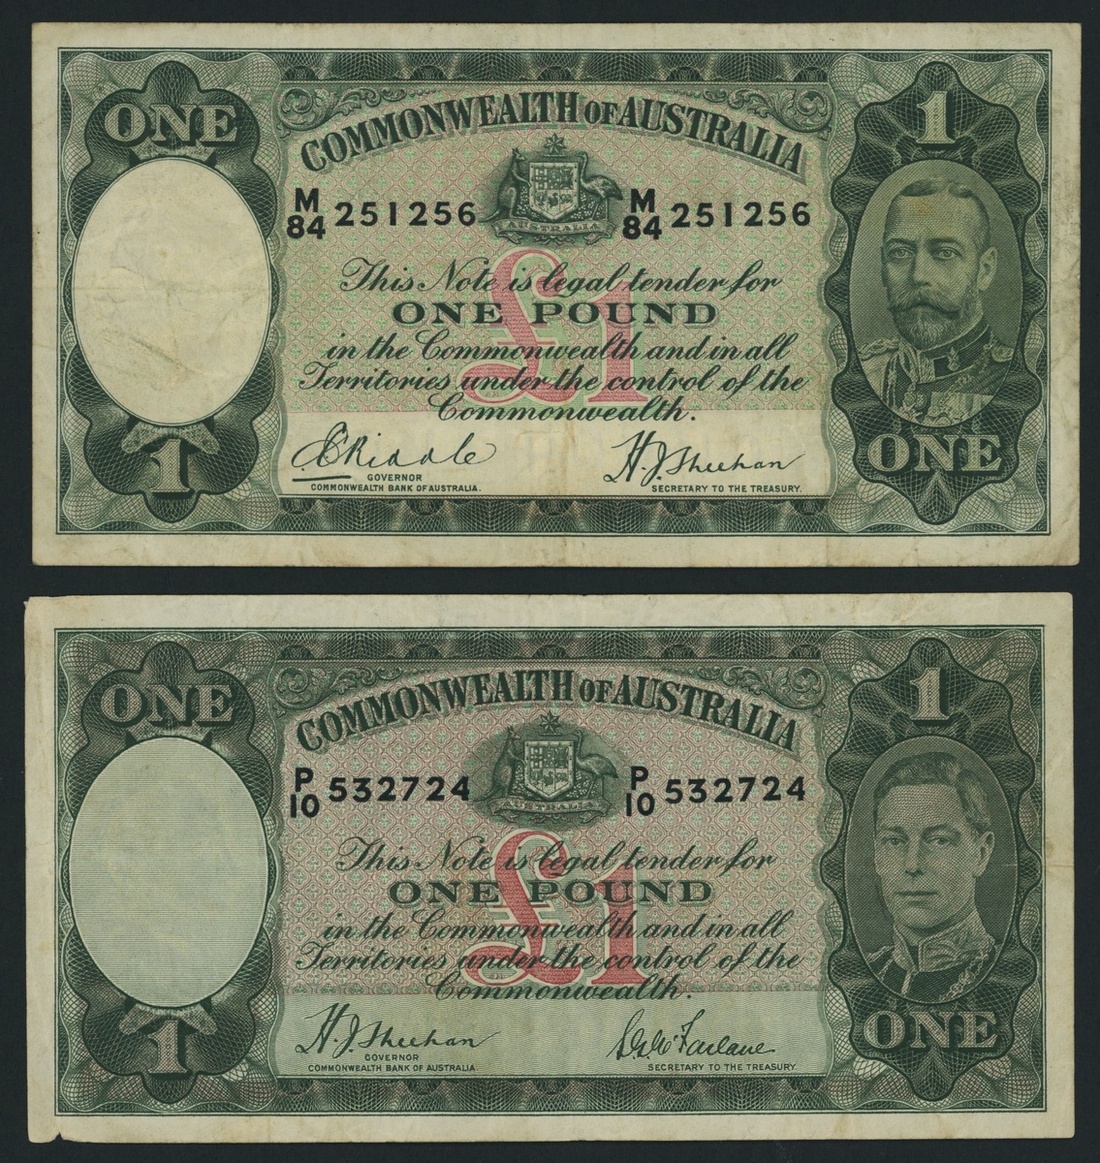 ONE
COMMONWEALTH OF AUSTRALIA
1
M/84 251256
AUSTRALIA
M/84 251256
£1
This Note is legal tender for
ONE POUND
in the Commonwealth and in all
Territories under the control of the
Commonwealth.
1
ONE
E Riddle
GOVERNOR
COMMONWEALTH BANK OF AUSTRALIA.
H.J. Sheehan
SECRETARY TO THE TREASURY.
ONE
COMMONWEALTH OF AUSTRALIA
1
P/10 532724
AUSTRALIA
P/10 532724
£1
This Note is legal tender for
ONE POUND
in the Commonwealth and in all
Territories under the control of the
Commonwealth.
1
ONE
H.J. Sheehan
GOVERNOR
COMMONWEALTH BANK OF AUSTRALIA
McFarlane
SECRETARY TO THE TREASURY.